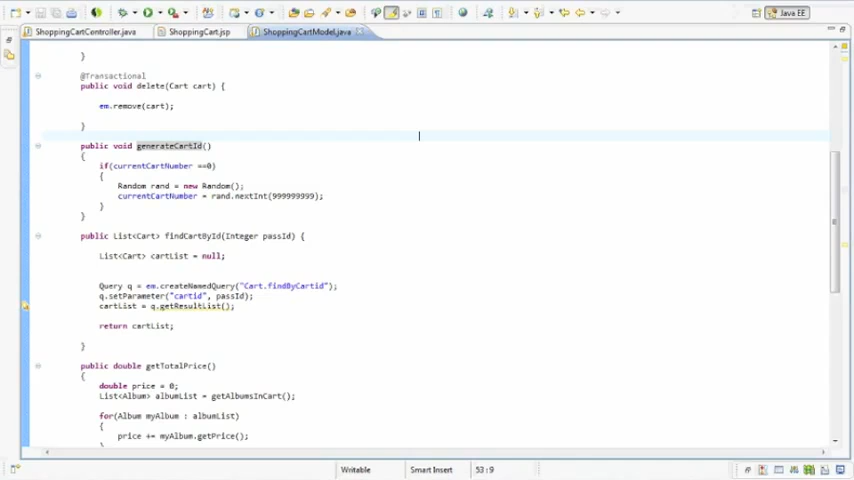 Java EE
ShoppingCartController.java
ShoppingCart.jsp
ShoppingCartModel.java
}
@Transactional
public void delete(Cart cart) {
em.remove(cart);
}
public void generateCartId()
{
if(currentCartNumber ==0)
{
Random rand = new Random();
currentCartNumber = rand.nextInt(999999999);
}
}
public List<Cart> findCartById(Integer passId) {
List<Cart> cartList = null;
Query q = em.createNamedQuery("Cart.findByCartid");
q.setParameter("cartid", passId);
cartList = q.getResultList();
return cartList;
}
public double getTotalPrice()
{
double price = 0;
List<Album> albumList = getAlbumsInCart();
for(Album myAlbum : albumList)
{
price += myAlbum.getPrice();
}
Writable
Smart Insert
53 : 9